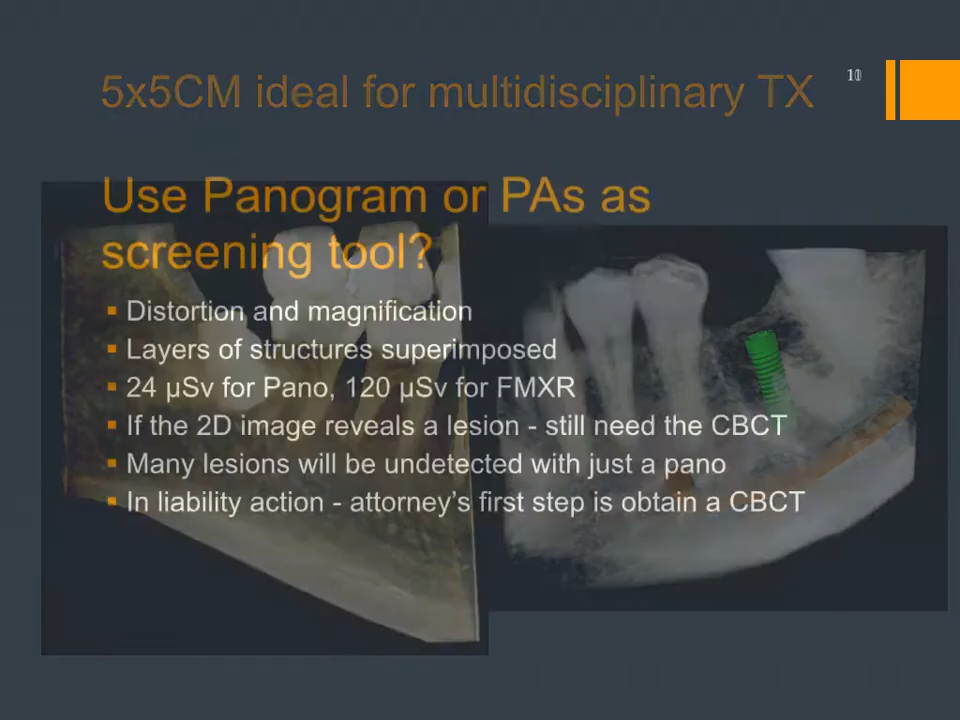 5x5CM ideal for multidisciplinary TX
Use Panogram or PAs as
screening tool?
Distortion and magnification
Layers of structures superimposed
24 µSv for Pano, 120 µSv for FMXR
If the 2D image reveals a lesion - still need the CBCT
Many lesions will be undetected with just a pano
In liability action - attorney’s first step is obtain a CBCT